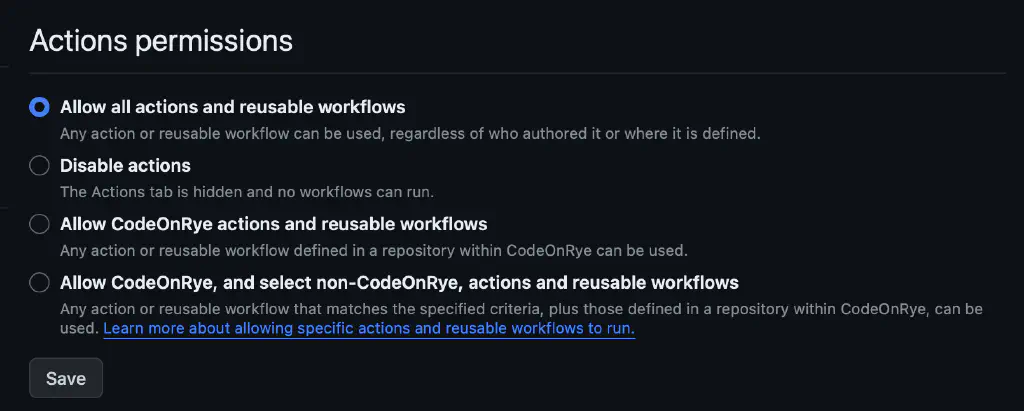 Actions permissions
Allow all actions and reusable workflows
Any action or reusable workflow can be used, regardless of who authored it or where it is defined.
Disable actions
The Actions tab is hidden and no workflows can run.
Allow CodeOnRye actions and reusable workflows
Any action or reusable workflow defined in a repository within CodeOnRye can be used.
Allow CodeOnRye, and select non-CodeOnRye, actions and reusable workflows
Any action or reusable workflow that matches the specified criteria, plus those defined in a repository within CodeOnRye, can be
used. Learn more about allowing specific actions and reusable workflows to run.
Save